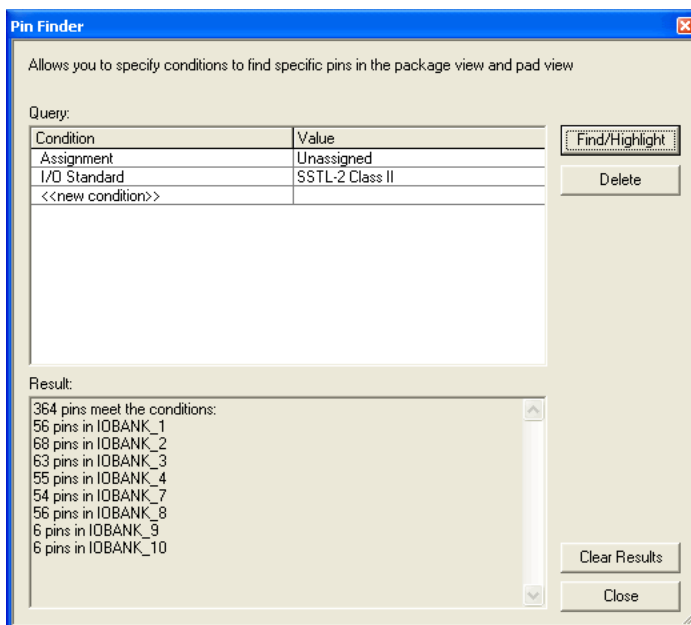 Pin Finder
Allows you to specify conditions to find specific pins in the package view and pad view
Query:
Condition Value
Assignment Unassigned
I/O Standard SSTL-2 Class II
<<new condition>>
Find/Highlight
Delete
Result:
364 pins meet the conditions:
56 pins in IOBANK_1
68 pins in IOBANK_2
63 pins in IOBANK_3
55 pins in IOBANK_4
54 pins in IOBANK_7
56 pins in IOBANK_8
6 pins in IOBANK_9
6 pins in IOBANK_10
Clear Results
Close